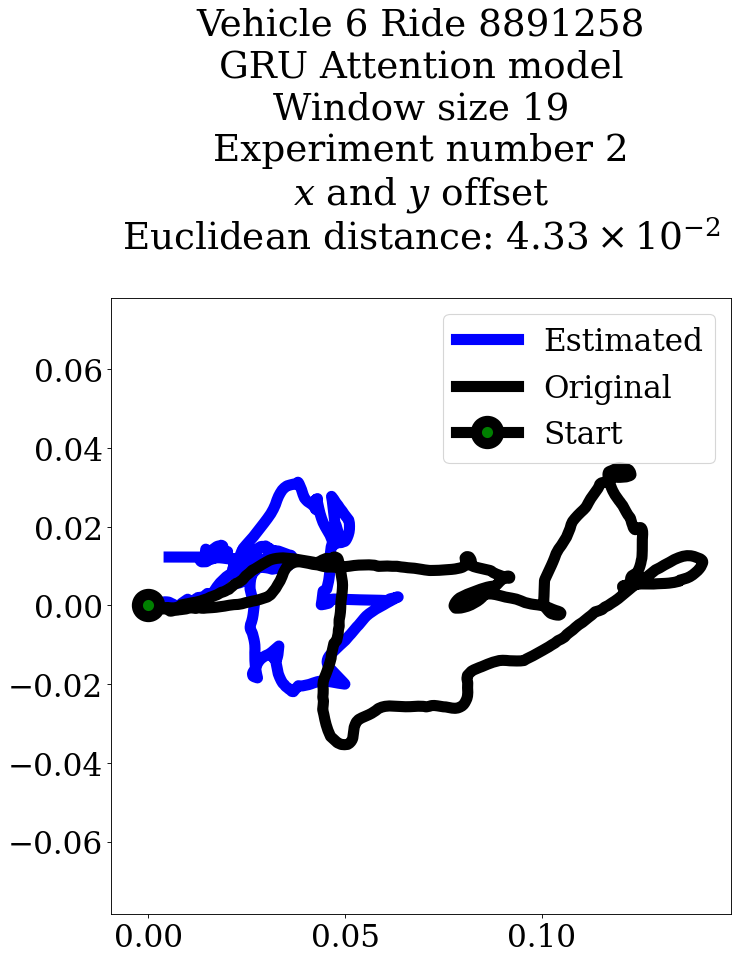 Vehicle 6 Ride 8891258
GRU Attention model
Window size 19
Experiment number 2
x and y offset
Euclidean distance: 4.33 × 10⁻²
Estimated
Original
Start
0.06
0.04
0.02
0.00
−0.02
−0.04
−0.06
0.00 0.05 0.10